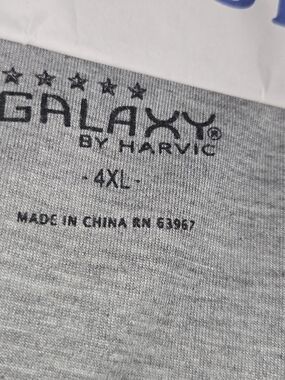 GALAXY®
BY HARVIC
- 4XL -
MADE IN CHINA RN 63967